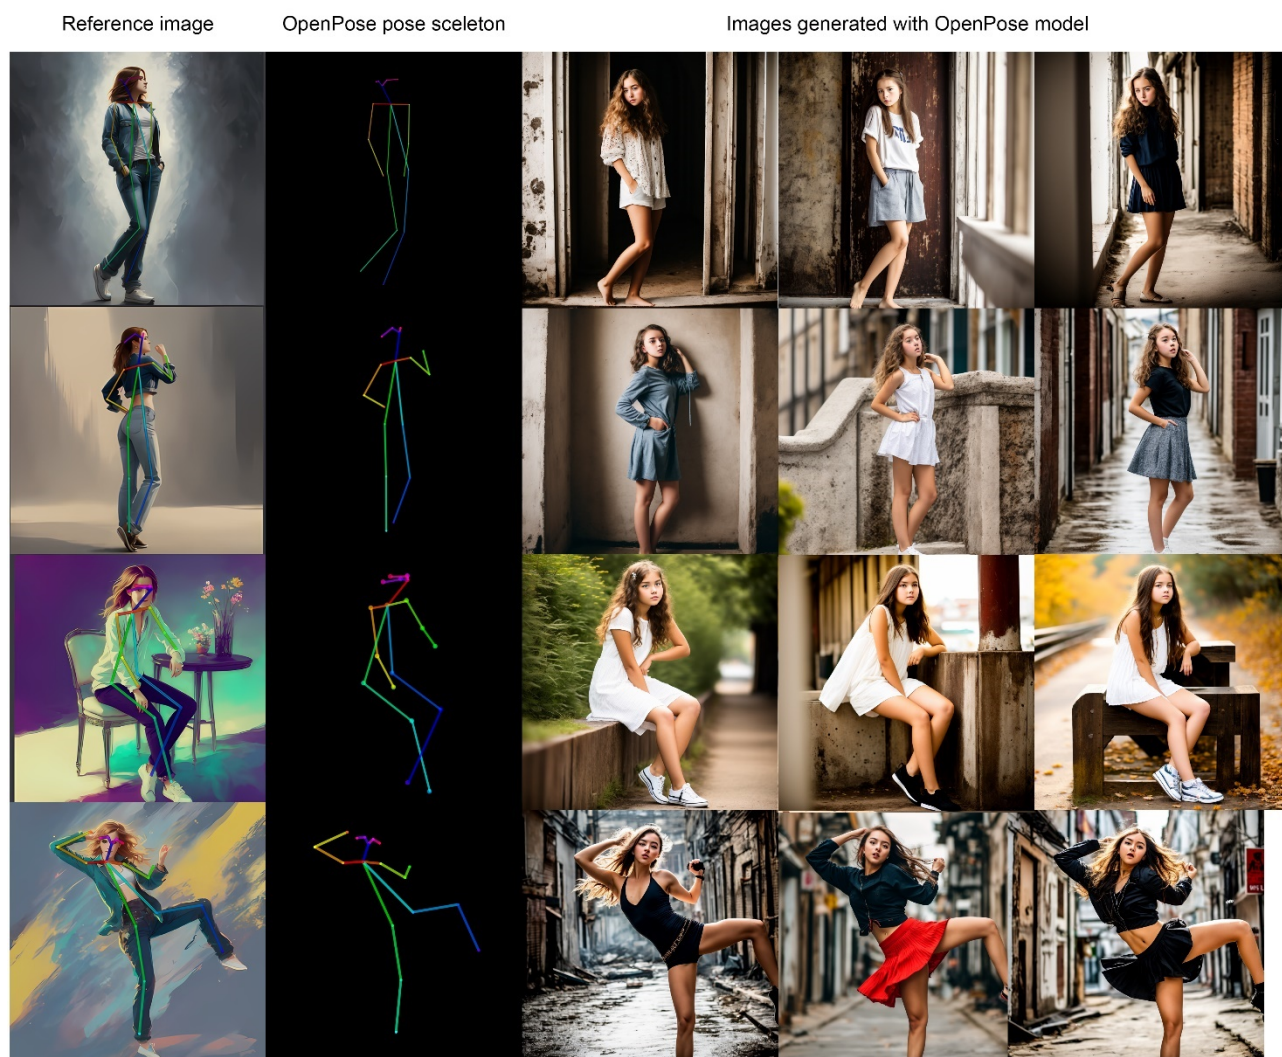 Reference image
OpenPose pose sceleton
Images generated with OpenPose model